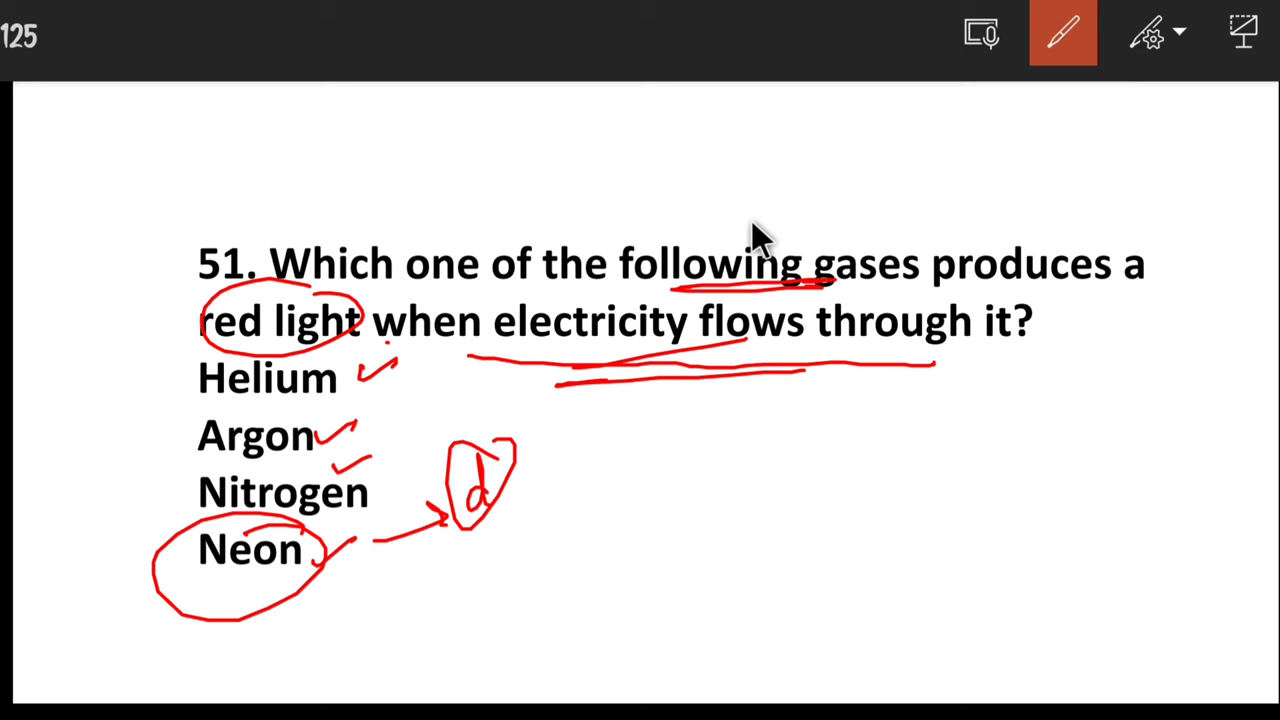 125
51. Which one of the following gases produces a
red light when electricity flows through it?
Helium
Argon
d
Nitrogen
Neon